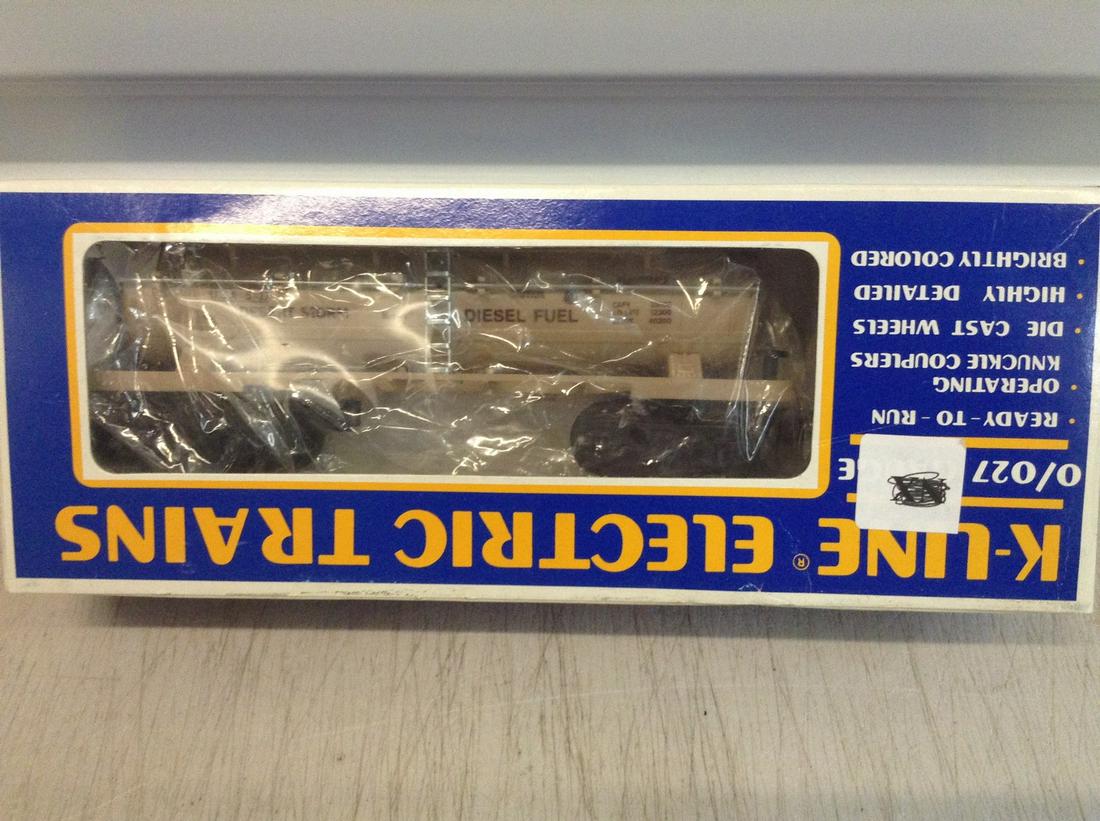 K-LINE® ELECTRIC TRAINS
O/027
• READY-TO-RUN
• OPERATING
KNUCKLE COUPLERS
• DIE CAST WHEELS
• HIGHLY DETAILED
• BRIGHTLY COLORED
DIESEL FUEL